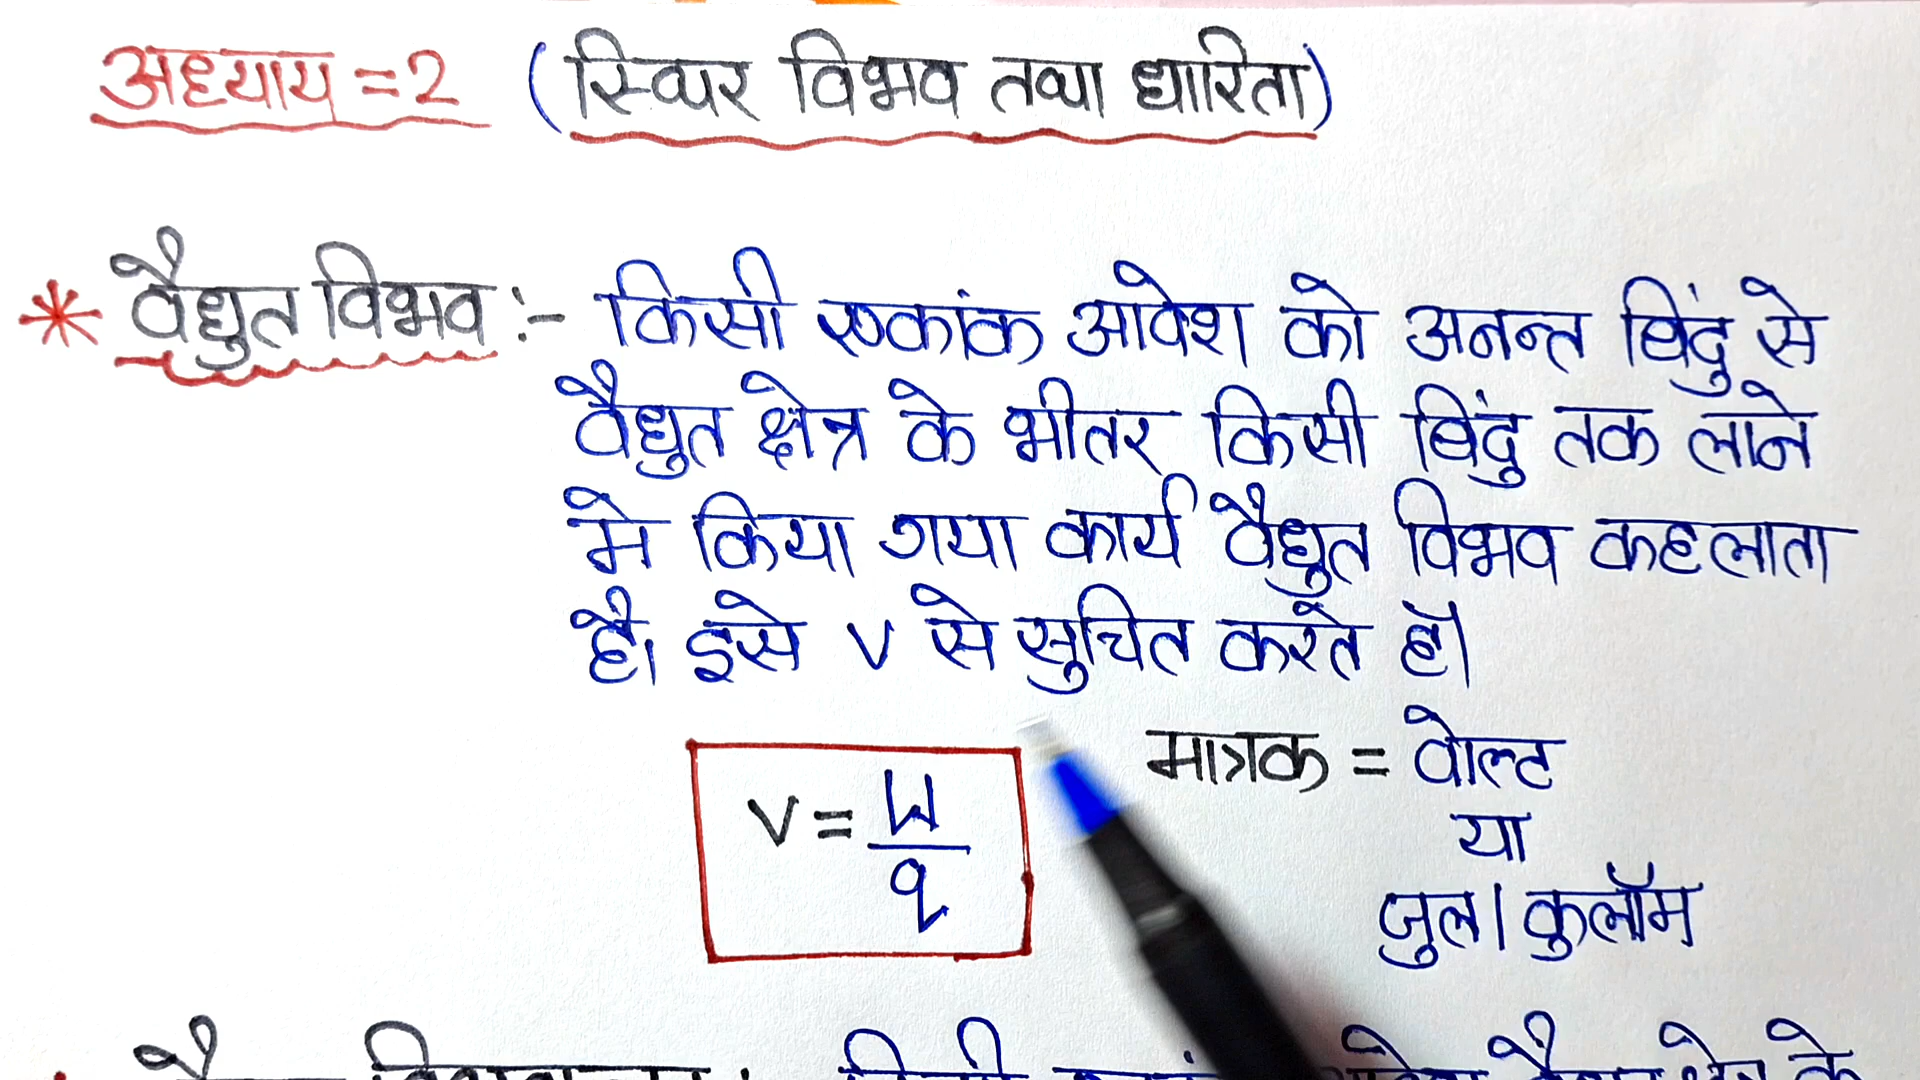 अध्याय = 2 (स्थिर विभव तथा धारिता)
* वैधुत विभव :- किसी एकांक आवेश को अनन्त बिंदु से
वैधुत क्षेत्र के भीतर किसी बिंदु तक लाने
मे किया गया कार्य वैधुत विभव कहलाता
है। इसे V से सुचित करते है।
V = W/q
मात्रक = वोल्ट
या
जुल / कुलॉम